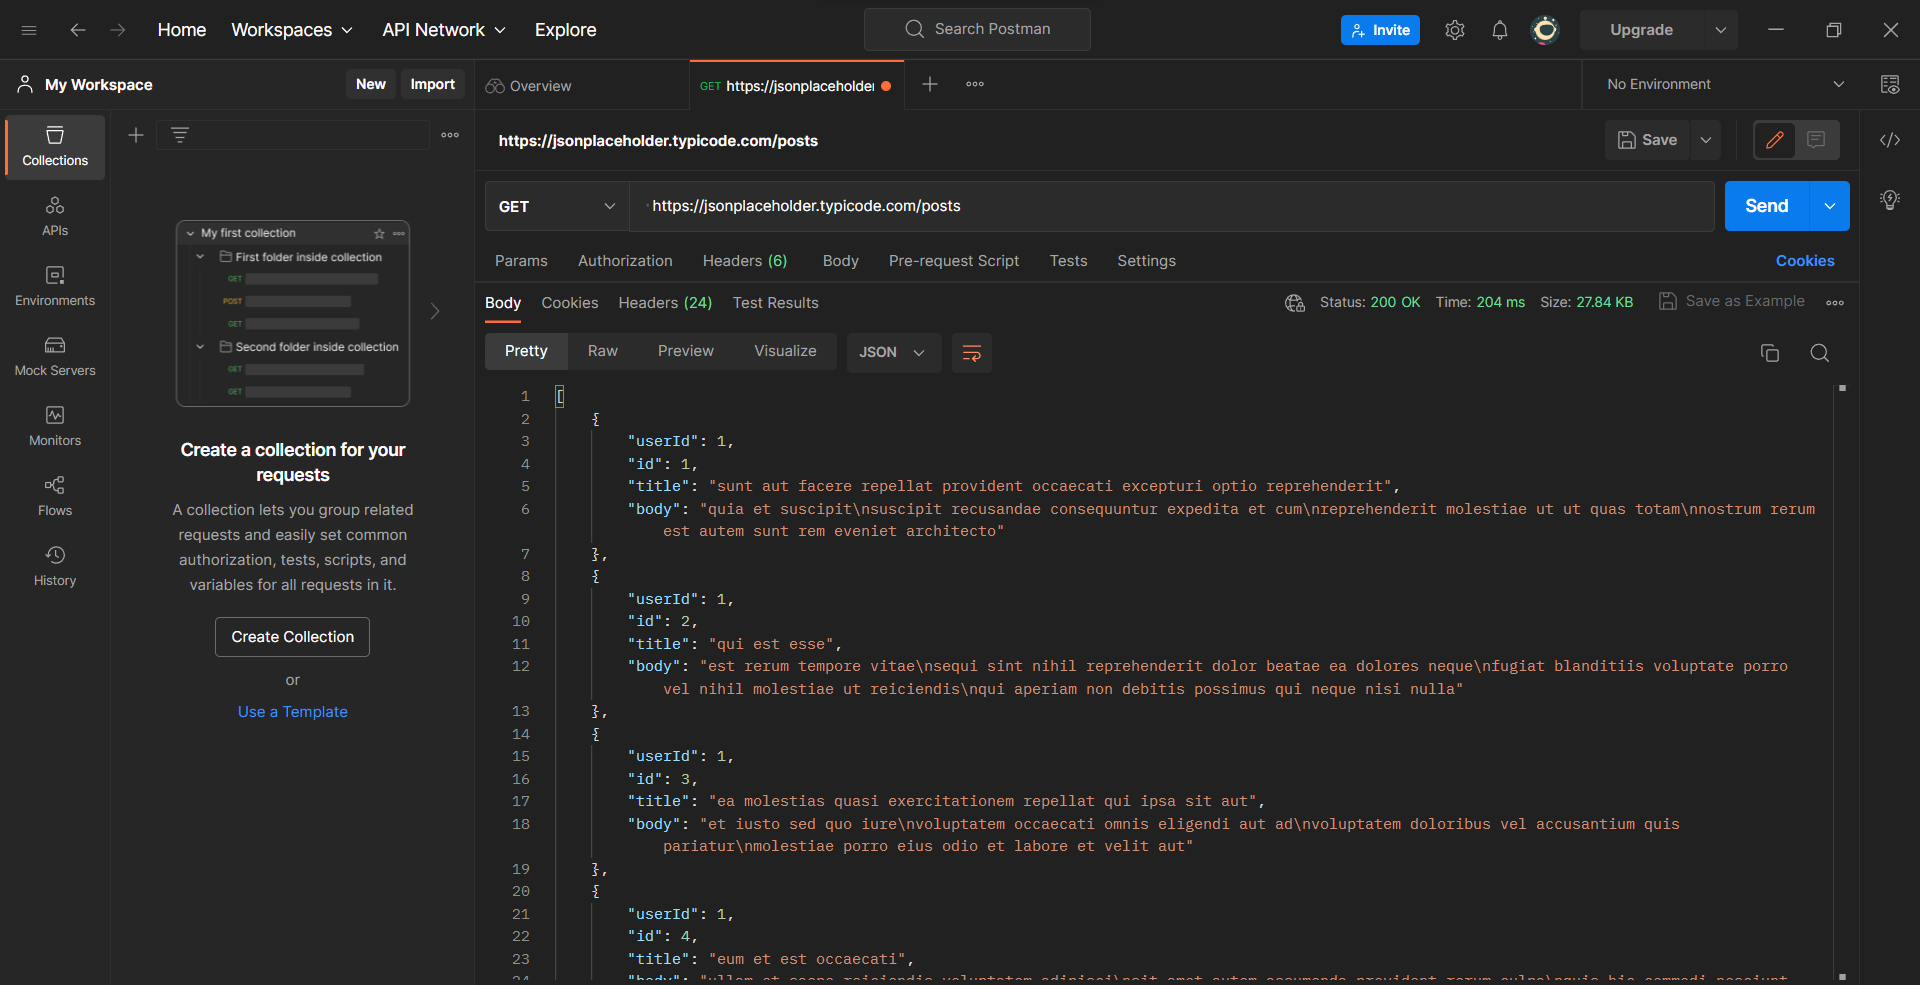 Home Workspaces API Network Explore Search Postman Invite Upgrade
My Workspace New Import Overview GET https://jsonplaceholder No Environment
Collections
APIs
Environments
Mock Servers
Monitors
Flows
History
My first collection
First folder inside collection
GET
POST
GET
Second folder inside collection
GET
GET
Create a collection for your
requests
A collection lets you group related
requests and easily set common
authorization, tests, scripts, and
variables for all requests in it.
Create Collection
or
Use a Template
https://jsonplaceholder.typicode.com/posts Save
GET https://jsonplaceholder.typicode.com/posts Send
Params Authorization Headers (6) Body Pre-request Script Tests Settings Cookies
Body Cookies Headers (24) Test Results Status: 200 OK Time: 204 ms Size: 27.84 KB Save as Example
Pretty Raw Preview Visualize JSON
1 [
2 {
3 "userId": 1,
4 "id": 1,
5 "title": "sunt aut facere repellat provident occaecati excepturi optio reprehenderit",
6 "body": "quia et suscipit\nsuscipit recusandae consequuntur expedita et cum\nreprehenderit molestiae ut ut quas totam\nnostrum rerum
est autem sunt rem eveniet architecto"
7 },
8 {
9 "userId": 1,
10 "id": 2,
11 "title": "qui est esse",
12 "body": "est rerum tempore vitae\nsequi sint nihil reprehenderit dolor beatae ea dolores neque\nfugiat blanditiis voluptate porro
vel nihil molestiae ut reiciendis\nqui aperiam non debitis possimus qui neque nisi nulla"
13 },
14 {
15 "userId": 1,
16 "id": 3,
17 "title": "ea molestias quasi exercitationem repellat qui ipsa sit aut",
18 "body": "et iusto sed quo iure\nvoluptatem occaecati omnis eligendi aut ad\nvoluptatem doloribus vel accusantium quis
pariatur\nmolestiae porro eius odio et labore et velit aut"
19 },
20 {
21 "userId": 1,
22 "id": 4,
23 "title": "eum et est occaecati",